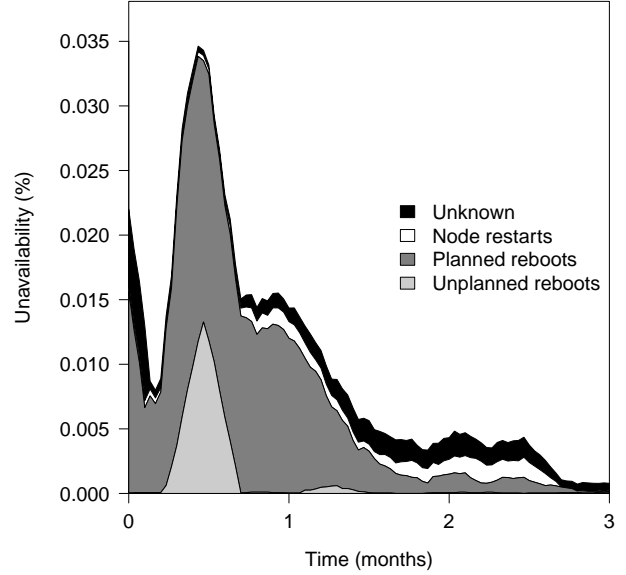 0.035
0.030
0.025
0.020
0.015
0.010
0.005
0.000
Unavailability (%)
Unknown
Node restarts
Planned reboots
Unplanned reboots
0 1 2 3
Time (months)